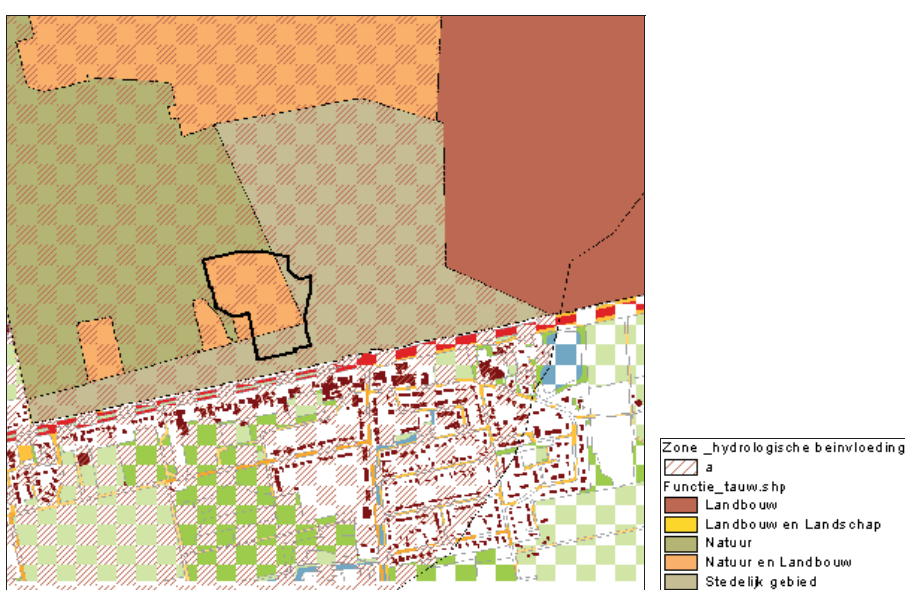 Zone _hydrologische beinvloeding
a
Functie_tauw.shp
Landbouw
Landbouw en Landschap
Natuur
Natuur en Landbouw
Stedelijk gebied